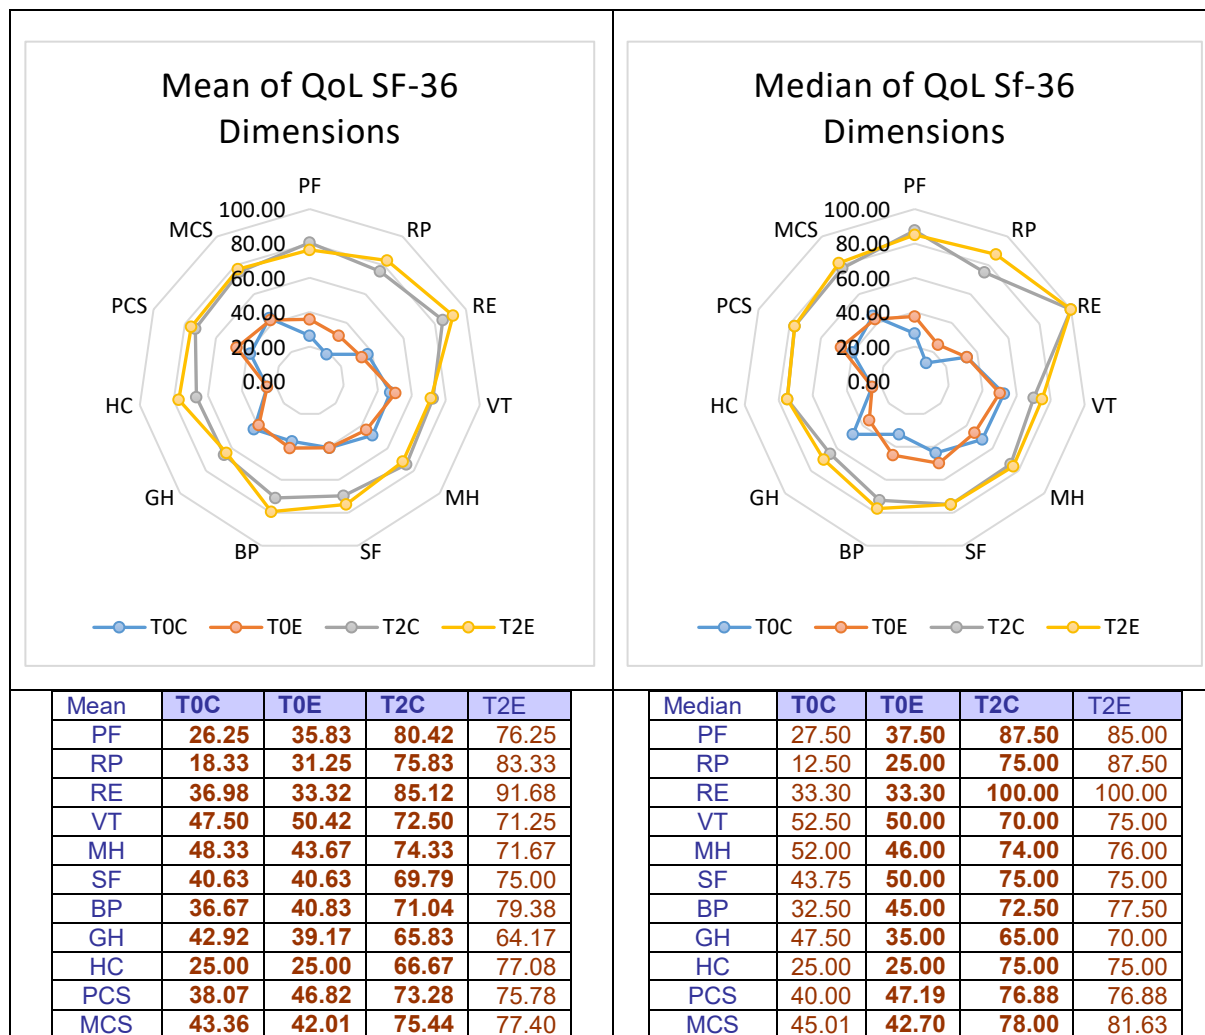 Mean of QoL SF-36
Dimensions
PF
100.00
80.00
60.00
40.00
20.00
0.00
RP
RE
VT
MH
SF
BP
GH
HC
PCS
MCS
T0C T0E T2C T2E
Median of QoL Sf-36
Dimensions
PF
100.00
80.00
60.00
40.00
20.00
0.00
RP
RE
VT
MH
SF
BP
GH
HC
PCS
MCS
T0C T0E T2C T2E
Mean T0C T0E T2C T2E
PF 26.25 35.83 80.42 76.25
RP 18.33 31.25 75.83 83.33
RE 36.98 33.32 85.12 91.68
VT 47.50 50.42 72.50 71.25
MH 48.33 43.67 74.33 71.67
SF 40.63 40.63 69.79 75.00
BP 36.67 40.83 71.04 79.38
GH 42.92 39.17 65.83 64.17
HC 25.00 25.00 66.67 77.08
PCS 38.07 46.82 73.28 75.78
MCS 43.36 42.01 75.44 77.40
Median T0C T0E T2C T2E
PF 27.50 37.50 87.50 85.00
RP 12.50 25.00 75.00 87.50
RE 33.30 33.30 100.00 100.00
VT 52.50 50.00 70.00 75.00
MH 52.00 46.00 74.00 76.00
SF 43.75 50.00 75.00 75.00
BP 32.50 45.00 72.50 77.50
GH 47.50 35.00 65.00 70.00
HC 25.00 25.00 75.00 75.00
PCS 40.00 47.19 76.88 76.88
MCS 45.01 42.70 78.00 81.63